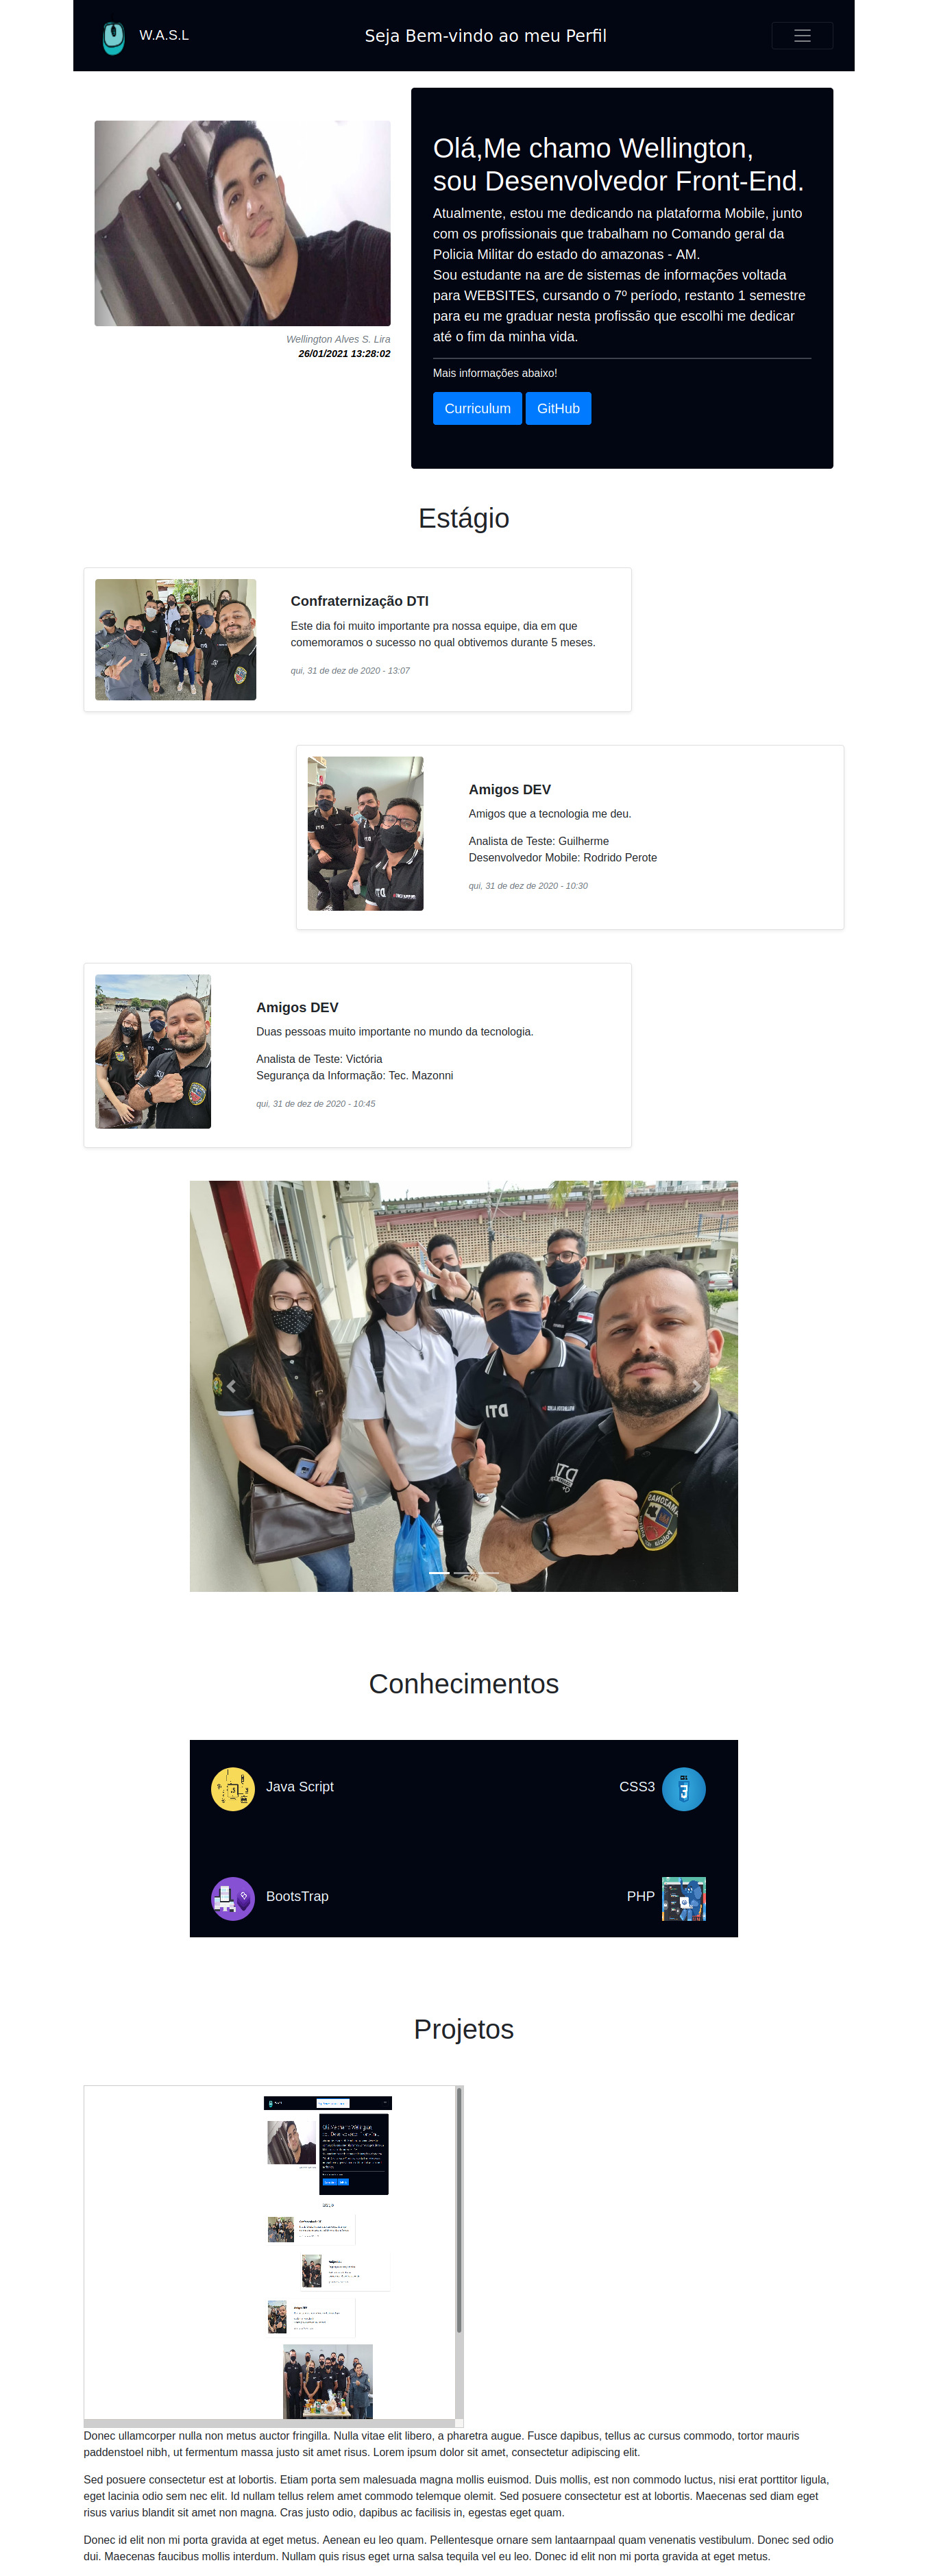 W.A.S.L
Seja Bem-vindo ao meu Perfil
Olá,Me chamo Wellington,
sou Desenvolvedor Front-End.
Atualmente, estou me dedicando na plataforma Mobile, junto
com os profissionais que trabalham no Comando geral da
Policia Militar do estado do amazonas - AM.
Sou estudante na are de sistemas de informações voltada
para WEBSITES, cursando o 7º período, restanto 1 semestre
para eu me graduar nesta profissão que escolhi me dedicar
até o fim da minha vida.
Mais informações abaixo!
Curriculum
GitHub
Wellington Alves S. Lira
26/01/2021 13:28:02
Estágio
Confraternização DTI
Este dia foi muito importante pra nossa equipe, dia em que
comemoramos o sucesso no qual obtivemos durante 5 meses.
qui, 31 de dez de 2020 - 13:07
Amigos DEV
Amigos que a tecnologia me deu.
Analista de Teste: Guilherme
Desenvolvedor Mobile: Rodrido Perote
qui, 31 de dez de 2020 - 10:30
Amigos DEV
Duas pessoas muito importante no mundo da tecnologia.
Analista de Teste: Victória
Segurança da Informação: Tec. Mazonni
qui, 31 de dez de 2020 - 10:45
Conhecimentos
Java Script
CSS3
BootsTrap
PHP
Projetos
Donec ullamcorper nulla non metus auctor fringilla. Nulla vitae elit libero, a pharetra augue. Fusce dapibus, tellus ac cursus commodo, tortor mauris
paddenstoel nibh, ut fermentum massa justo sit amet risus. Lorem ipsum dolor sit amet, consectetur adipiscing elit.
Sed posuere consectetur est at lobortis. Etiam porta sem malesuada magna mollis euismod. Duis mollis, est non commodo luctus, nisi erat porttitor ligula,
eget lacinia odio sem nec elit. Id nullam tellus relem amet commodo telemque olemit. Sed posuere consectetur est at lobortis. Maecenas sed diam eget
risus varius blandit sit amet non magna. Cras justo odio, dapibus ac facilisis in, egestas eget quam.
Donec id elit non mi porta gravida at eget metus. Aenean eu leo quam. Pellentesque ornare sem lantaarnpaal quam venenatis vestibulum. Donec sed odio
dui. Maecenas faucibus mollis interdum. Nullam quis risus eget urna salsa tequila vel eu leo. Donec id elit non mi porta gravida at eget metus.